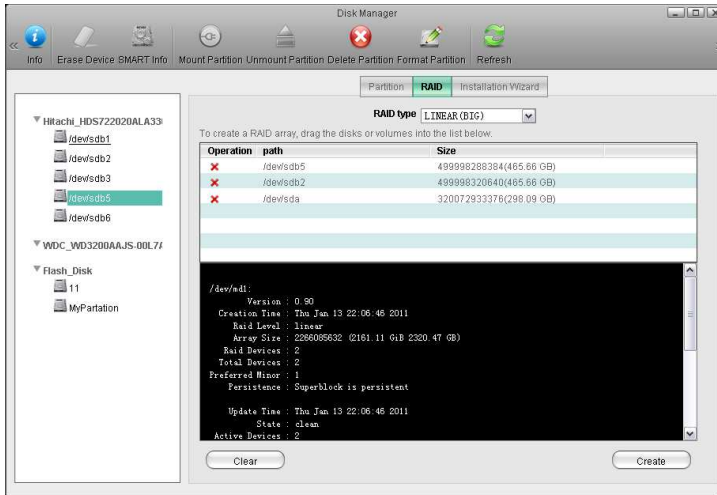 Disk Manager
Info Erase Device SMART Info Mount Partition Unmount Partition Delete Partition Format Partition Refresh
Partition RAID Installation Wizard
RAID type LINEAR(BIG)
To create a RAID array, drag the disks or volumes into the list below.
Operation path Size
/dev/sdb5 499998288384(465.66 GB)
/dev/sdb2 499998320640(465.66 GB)
/dev/sda 320072933376(298.09 GB)
Hitachi_HDS722020ALA33
/dev/sdb1
/dev/sdb2
/dev/sdb3
/dev/sdb5
/dev/sdb6
WDC_WD3200AAJS-00L7
Flash_Disk
11
MyPartation
/dev/md1:
Version : 0.90
Creation Time : Thu Jan 13 22:06:46 2011
Raid Level : linear
Array Size : 2266085632 (2161.11 GiB 2320.47 GB)
Raid Devices : 2
Total Devices : 2
Preferred Minor : 1
Persistence : Superblock is persistent
Update Time : Thu Jan 13 22:06:46 2011
State : clean
Active Devices : 2
Clear
Create